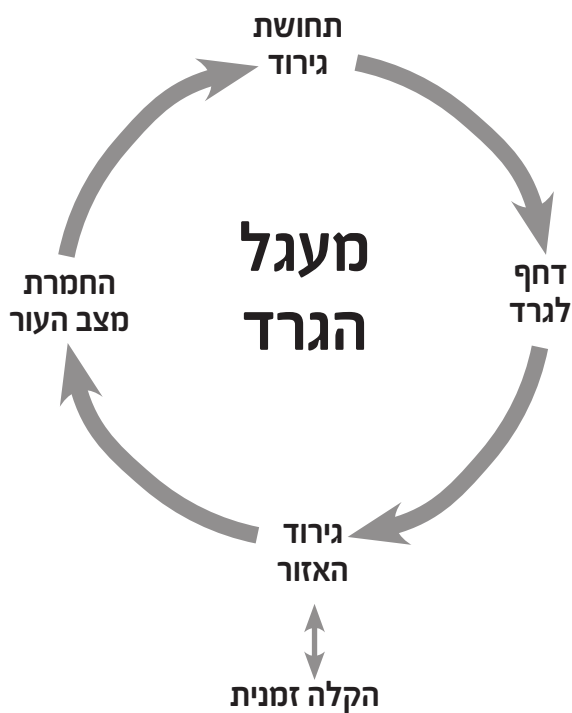 תחושת
גירוד
מעגל
הגרד
דחף
לגרד
גירוד
האזור
החמרת
מצב העור
הקלה זמנית